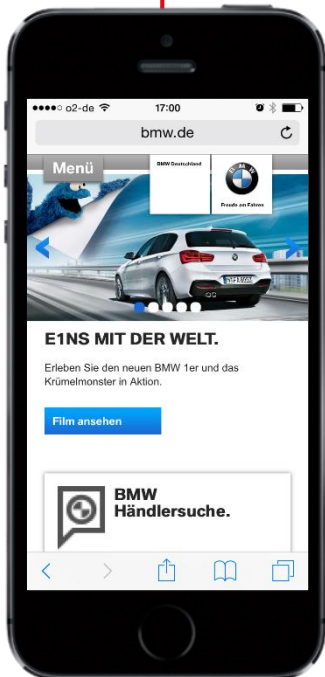 o2-de
17:00
bmw.de
Menü
BMW Deutschland
BMW
Freude am Fahren
E1NS MIT DER WELT.
Erleben Sie den neuen BMW 1er und das
Krümelmonster in Aktion.
Film ansehen
BMW
Händlersuche.